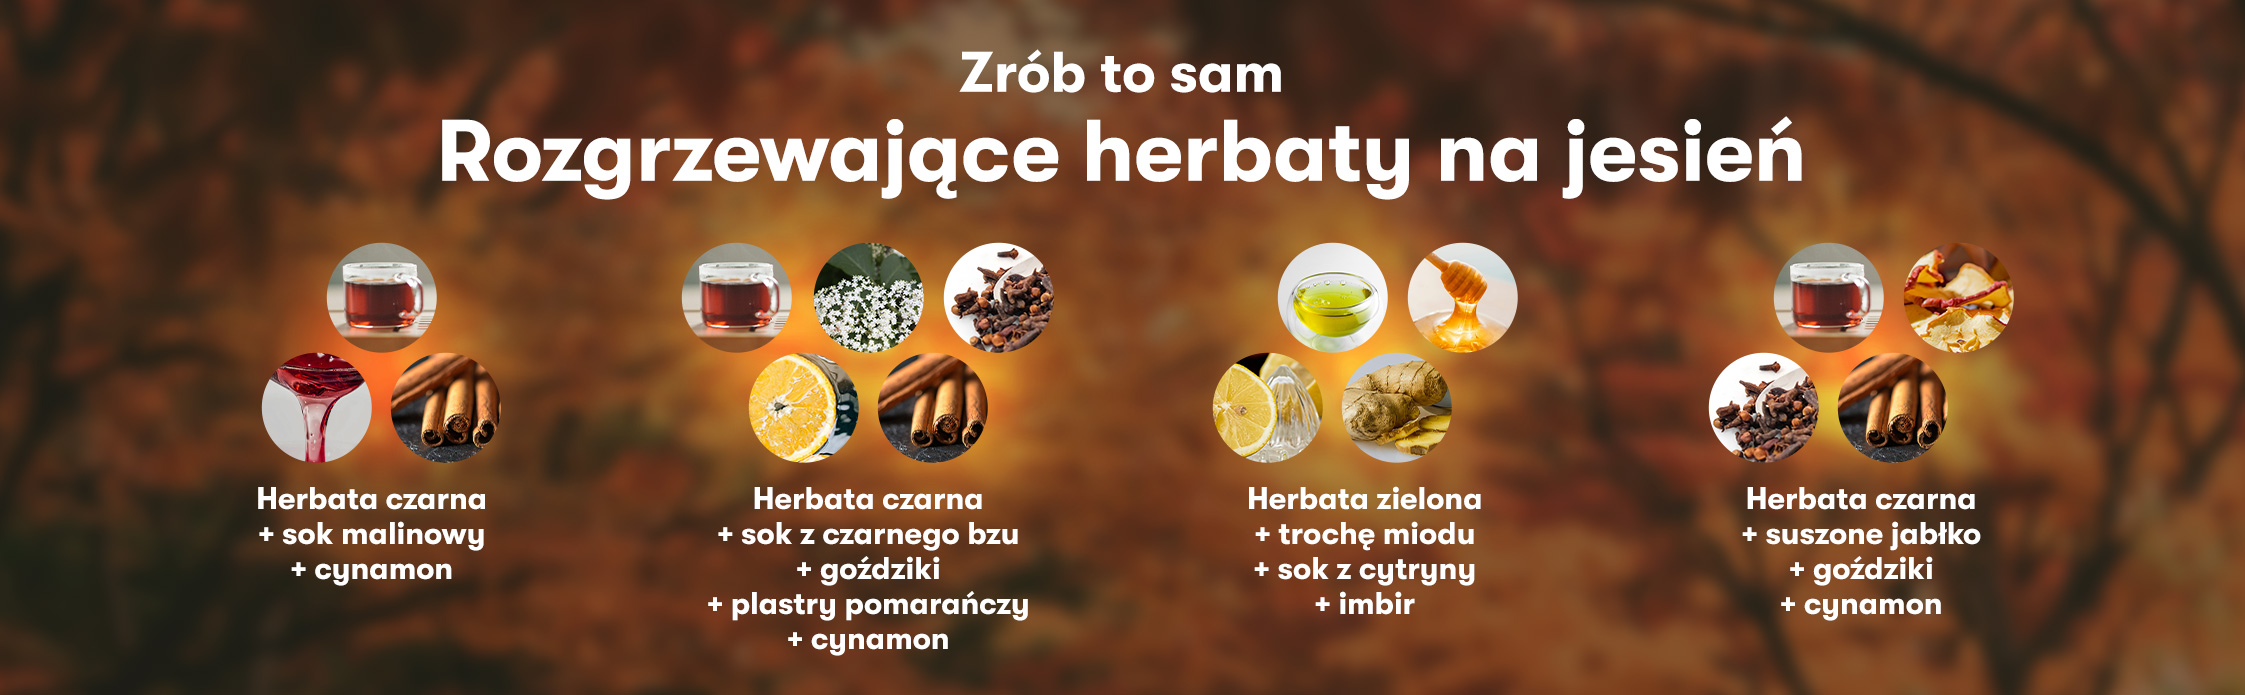 Zrób to sam
Rozgrzewające herbaty na jesień
Herbata czarna
+ sok malinowy
+ cynamon
Herbata czarna
+ sok z czarnego bzu
+ goździki
+ plastry pomarańczy
+ cynamon
Herbata zielona
+ trochę miodu
+ sok z cytryny
+ imbir
Herbata czarna
+ suszone jabłko
+ goździki
+ cynamon